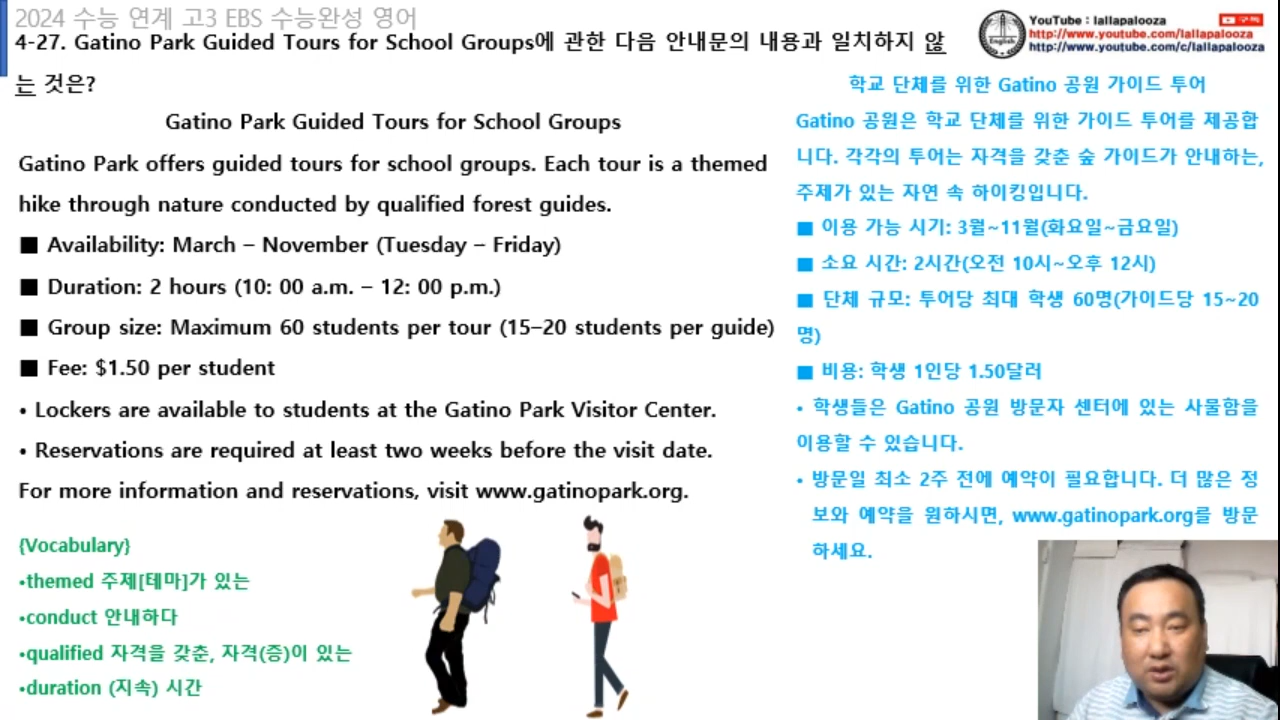 2024 수능 연계 고3 EBS 수능완성 영어
4-27. Gatino Park Guided Tours for School Groups에 관한 다음 안내문의 내용과 일치하지 않
는 것은?
Gatino Park Guided Tours for School Groups
Gatino Park offers guided tours for school groups. Each tour is a themed
hike through nature conducted by qualified forest guides.
■ Availability: March – November (Tuesday – Friday)
■ Duration: 2 hours (10: 00 a.m. – 12: 00 p.m.)
■ Group size: Maximum 60 students per tour (15–20 students per guide)
■ Fee: $1.50 per student
• Lockers are available to students at the Gatino Park Visitor Center.
• Reservations are required at least two weeks before the visit date.
For more information and reservations, visit www.gatinopark.org.
{Vocabulary}
•themed 주제[테마]가 있는
•conduct 안내하다
•qualified 자격을 갖춘, 자격(증)이 있는
•duration (지속) 시간
English
YouTube : lallapalooza
구독
http://www.youtube.com/lallapalooza
http://www.youtube.com/c/lallapalooza
학교 단체를 위한 Gatino 공원 가이드 투어
Gatino 공원은 학교 단체를 위한 가이드 투어를 제공합
니다. 각각의 투어는 자격을 갖춘 숲 가이드가 안내하는,
주제가 있는 자연 속 하이킹입니다.
■ 이용 가능 시기: 3월~11월(화요일~금요일)
■ 소요 시간: 2시간(오전 10시~오후 12시)
■ 단체 규모: 투어당 최대 학생 60명(가이드당 15~20
명)
■ 비용: 학생 1인당 1.50달러
• 학생들은 Gatino 공원 방문자 센터에 있는 사물함을
이용할 수 있습니다.
• 방문일 최소 2주 전에 예약이 필요합니다. 더 많은 정
보와 예약을 원하시면, www.gatinopark.org를 방문
하세요.